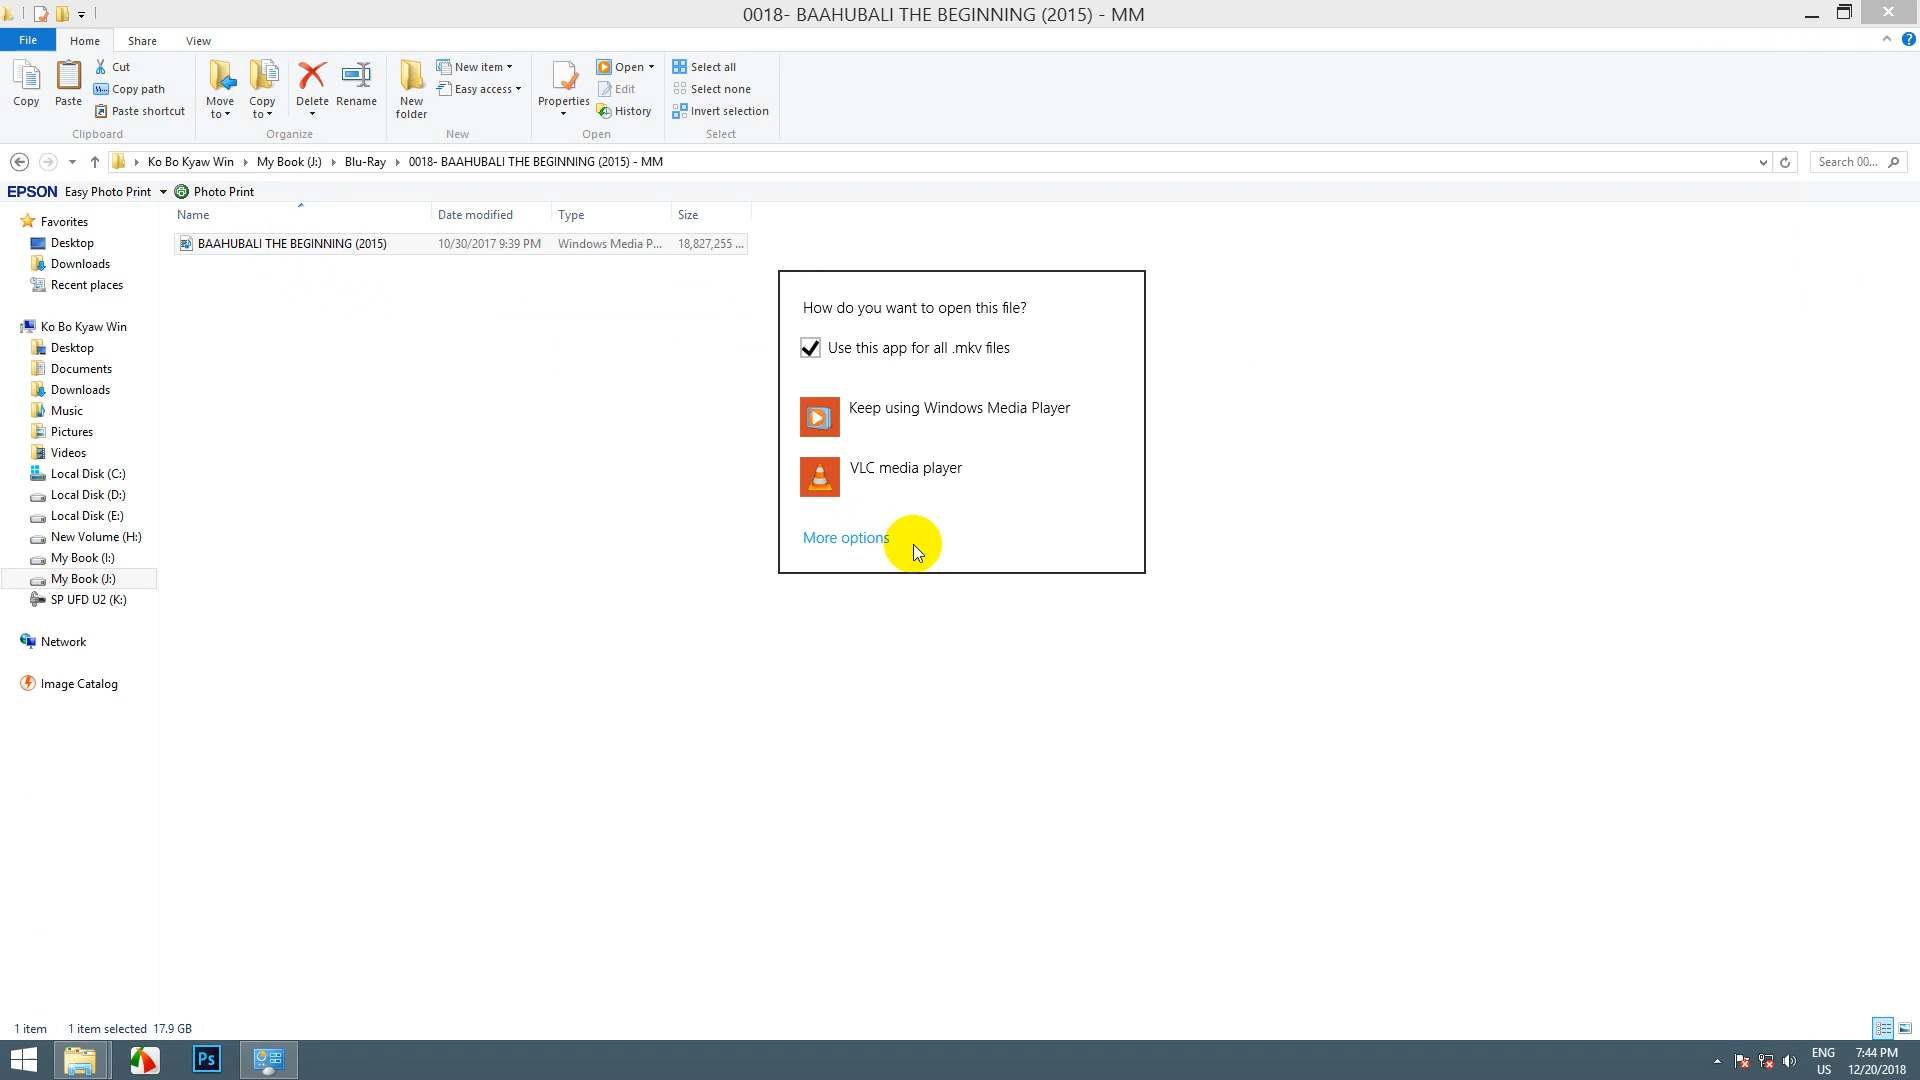 0018- BAAHUBALI THE BEGINNING (2015) - MM
File Home Share View
Copy
Paste
Cut
Copy path
Paste shortcut
Clipboard
Move to
Copy to
Delete
Rename
Organize
New folder
New item
Easy access
New
Properties
Open
Edit
History
Open
Select all
Select none
Invert selection
Select
Ko Bo Kyaw Win My Book (J:) Blu-Ray 0018- BAAHUBALI THE BEGINNING (2015) - MM
Search 00...
EPSON Easy Photo Print Photo Print
Name Date modified Type Size
BAAHUBALI THE BEGINNING (2015) 10/30/2017 9:39 PM Windows Media P... 18,827,255 ...
Favorites
Desktop
Downloads
Recent places
Ko Bo Kyaw Win
Desktop
Documents
Downloads
Music
Pictures
Videos
Local Disk (C:)
Local Disk (D:)
Local Disk (E:)
New Volume (H:)
My Book (I:)
My Book (J:)
SP UFD U2 (K:)
Network
Image Catalog
How do you want to open this file?
Use this app for all .mkv files
Keep using Windows Media Player
VLC media player
More options
1 item 1 item selected 17.9 GB
Ps
ENG
US
7:44 PM
12/20/2018